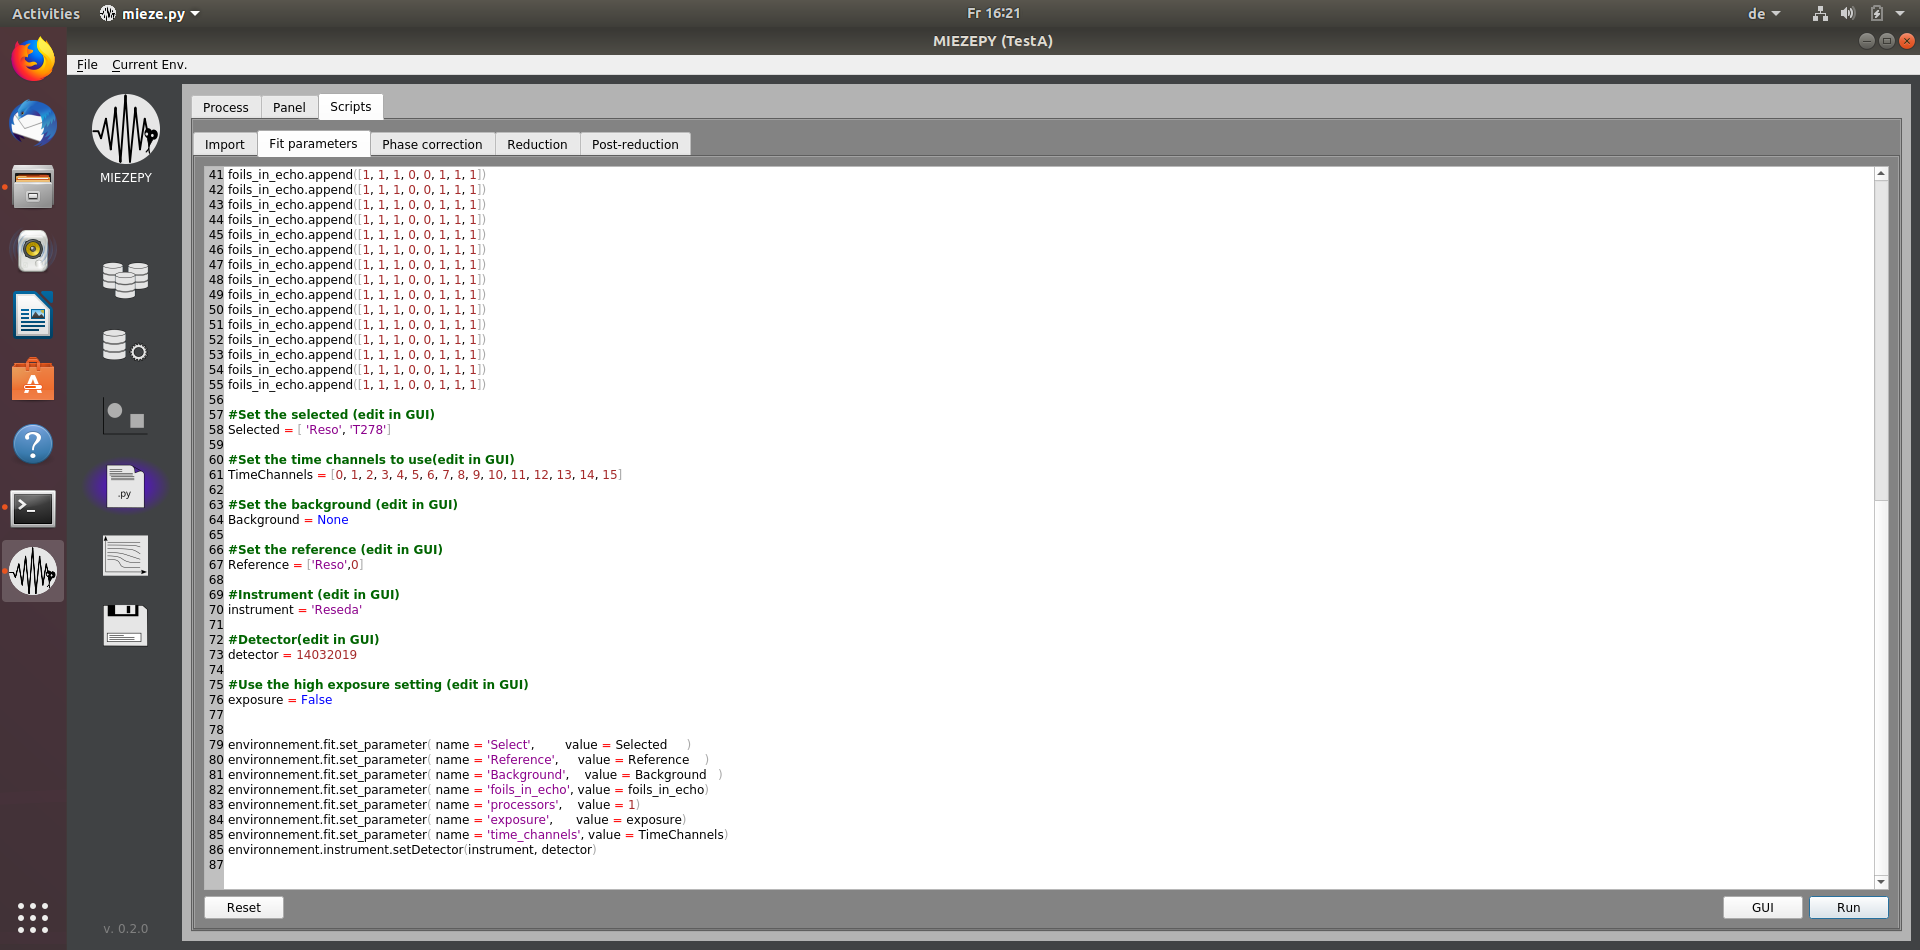 Activities mieze.py Fr 16:21 de
MIEZEPY (TestA)
File Current Env.
MIEZEPY
v. 0.2.0
Process Panel Scripts
Import Fit parameters Phase correction Reduction Post-reduction
41 foils_in_echo.append([1, 1, 1, 0, 0, 1, 1, 1])
42 foils_in_echo.append([1, 1, 1, 0, 0, 1, 1, 1])
43 foils_in_echo.append([1, 1, 1, 0, 0, 1, 1, 1])
44 foils_in_echo.append([1, 1, 1, 0, 0, 1, 1, 1])
45 foils_in_echo.append([1, 1, 1, 0, 0, 1, 1, 1])
46 foils_in_echo.append([1, 1, 1, 0, 0, 1, 1, 1])
47 foils_in_echo.append([1, 1, 1, 0, 0, 1, 1, 1])
48 foils_in_echo.append([1, 1, 1, 0, 0, 1, 1, 1])
49 foils_in_echo.append([1, 1, 1, 0, 0, 1, 1, 1])
50 foils_in_echo.append([1, 1, 1, 0, 0, 1, 1, 1])
51 foils_in_echo.append([1, 1, 1, 0, 0, 1, 1, 1])
52 foils_in_echo.append([1, 1, 1, 0, 0, 1, 1, 1])
53 foils_in_echo.append([1, 1, 1, 0, 0, 1, 1, 1])
54 foils_in_echo.append([1, 1, 1, 0, 0, 1, 1, 1])
55 foils_in_echo.append([1, 1, 1, 0, 0, 1, 1, 1])
56
57 #Set the selected (edit in GUI)
58 Selected = [ 'Reso', 'T278']
59
60 #Set the time channels to use(edit in GUI)
61 TimeChannels = [0, 1, 2, 3, 4, 5, 6, 7, 8, 9, 10, 11, 12, 13, 14, 15]
62
63 #Set the background (edit in GUI)
64 Background = None
65
66 #Set the reference (edit in GUI)
67 Reference = ['Reso',0]
68
69 #Instrument (edit in GUI)
70 instrument = 'Reseda'
71
72 #Detector(edit in GUI)
73 detector = 14032019
74
75 #Use the high exposure setting (edit in GUI)
76 exposure = False
77
78
79 environnement.fit.set_parameter( name = 'Select', value = Selected )
80 environnement.fit.set_parameter( name = 'Reference', value = Reference )
81 environnement.fit.set_parameter( name = 'Background', value = Background )
82 environnement.fit.set_parameter( name = 'foils_in_echo', value = foils_in_echo)
83 environnement.fit.set_parameter( name = 'processors', value = 1)
84 environnement.fit.set_parameter( name = 'exposure', value = exposure)
85 environnement.fit.set_parameter( name = 'time_channels', value = TimeChannels)
86 environnement.instrument.setDetector(instrument, detector)
87
Reset GUI Run
.py